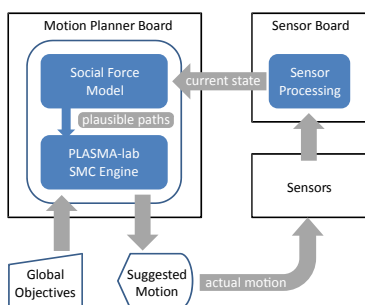 Motion Planner Board
Sensor Board
Social Force
Model
current state
Sensor
Processing
plausible paths
PLASMA-lab
SMC Engine
Sensors
Global
Objectives
Suggested
Motion
actual motion